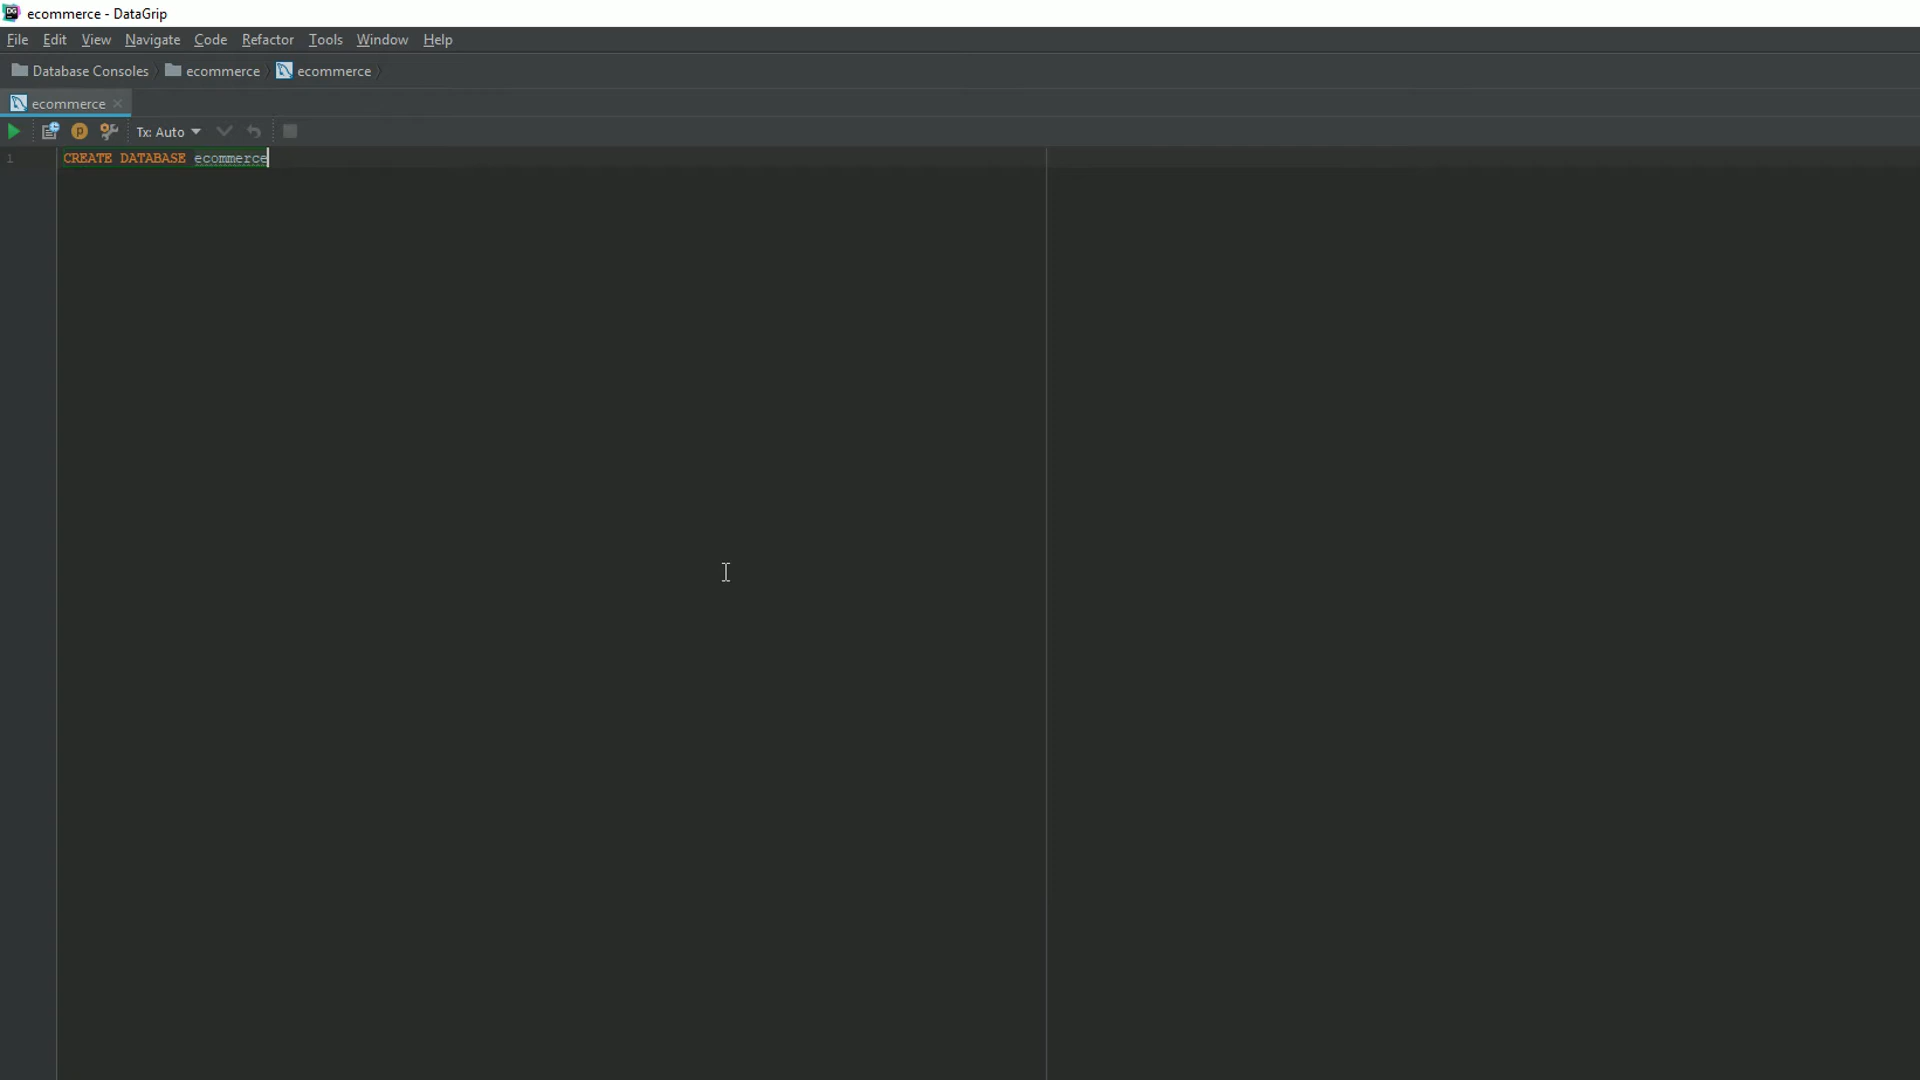 ecommerce - DataGrip
File Edit View Navigate Code Refactor Tools Window Help
Database Consoles ecommerce ecommerce
ecommerce
Tx: Auto
1 CREATE DATABASE ecommerce